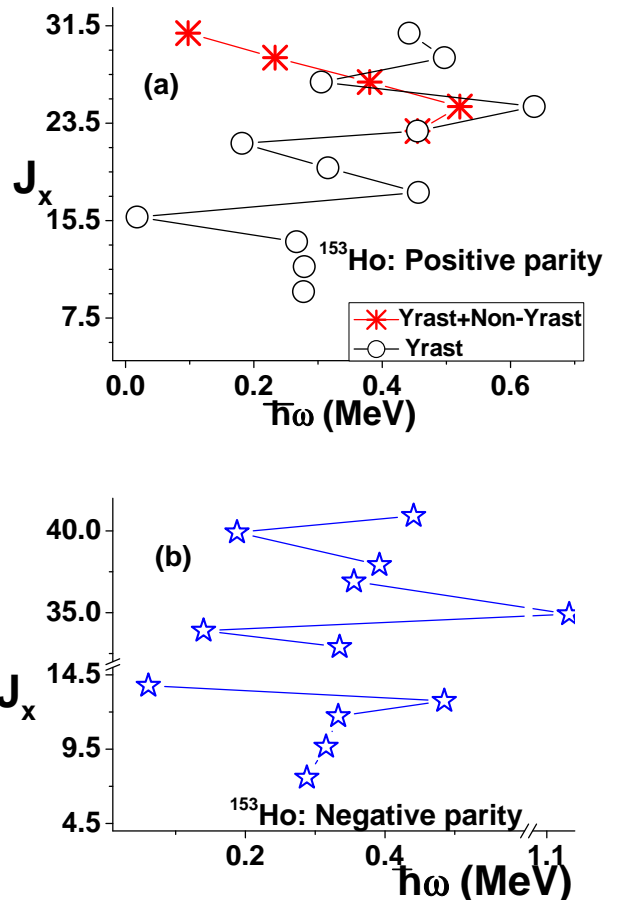 31.5
(a)
23.5
Jx
15.5
153Ho: Positive parity
7.5
Yrast+Non-Yrast
Yrast
0.0 0.2 0.4 0.6
ħω (MeV)
40.0
(b)
35.0
14.5
Jx
9.5
153Ho: Negative parity
4.5
0.2 0.4 1.1
ħω (MeV)